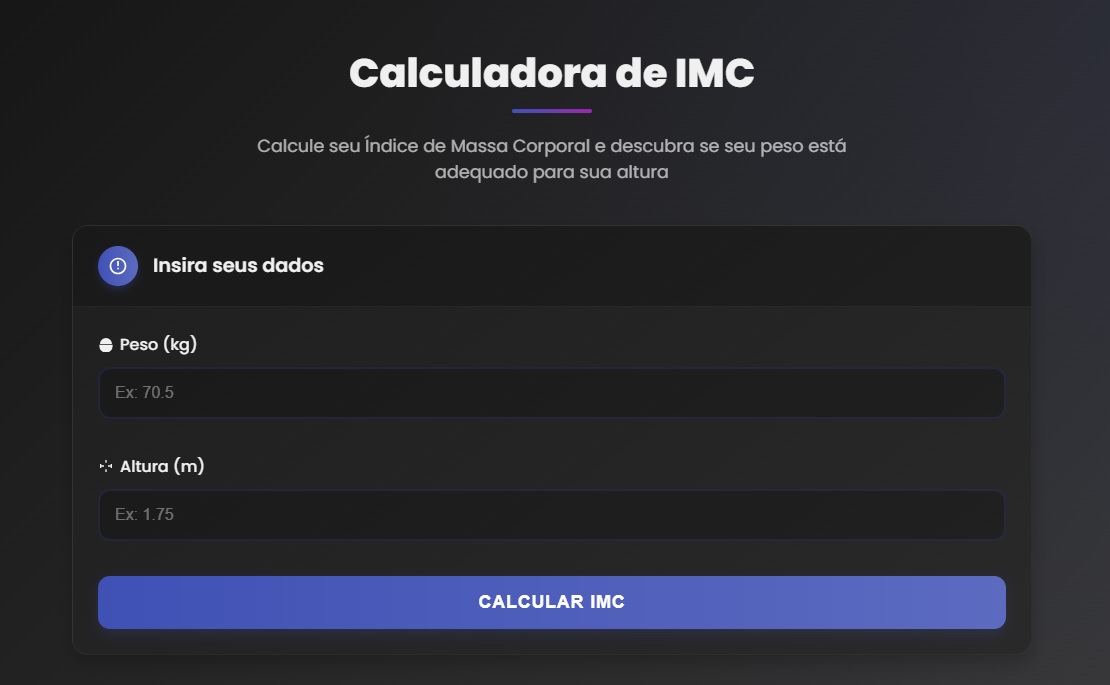 Calculadora de IMC
Calcule seu Índice de Massa Corporal e descubra se seu peso está
adequado para sua altura
Insira seus dados
Peso (kg)
Ex: 70.5
Altura (m)
Ex: 1.75
CALCULAR IMC